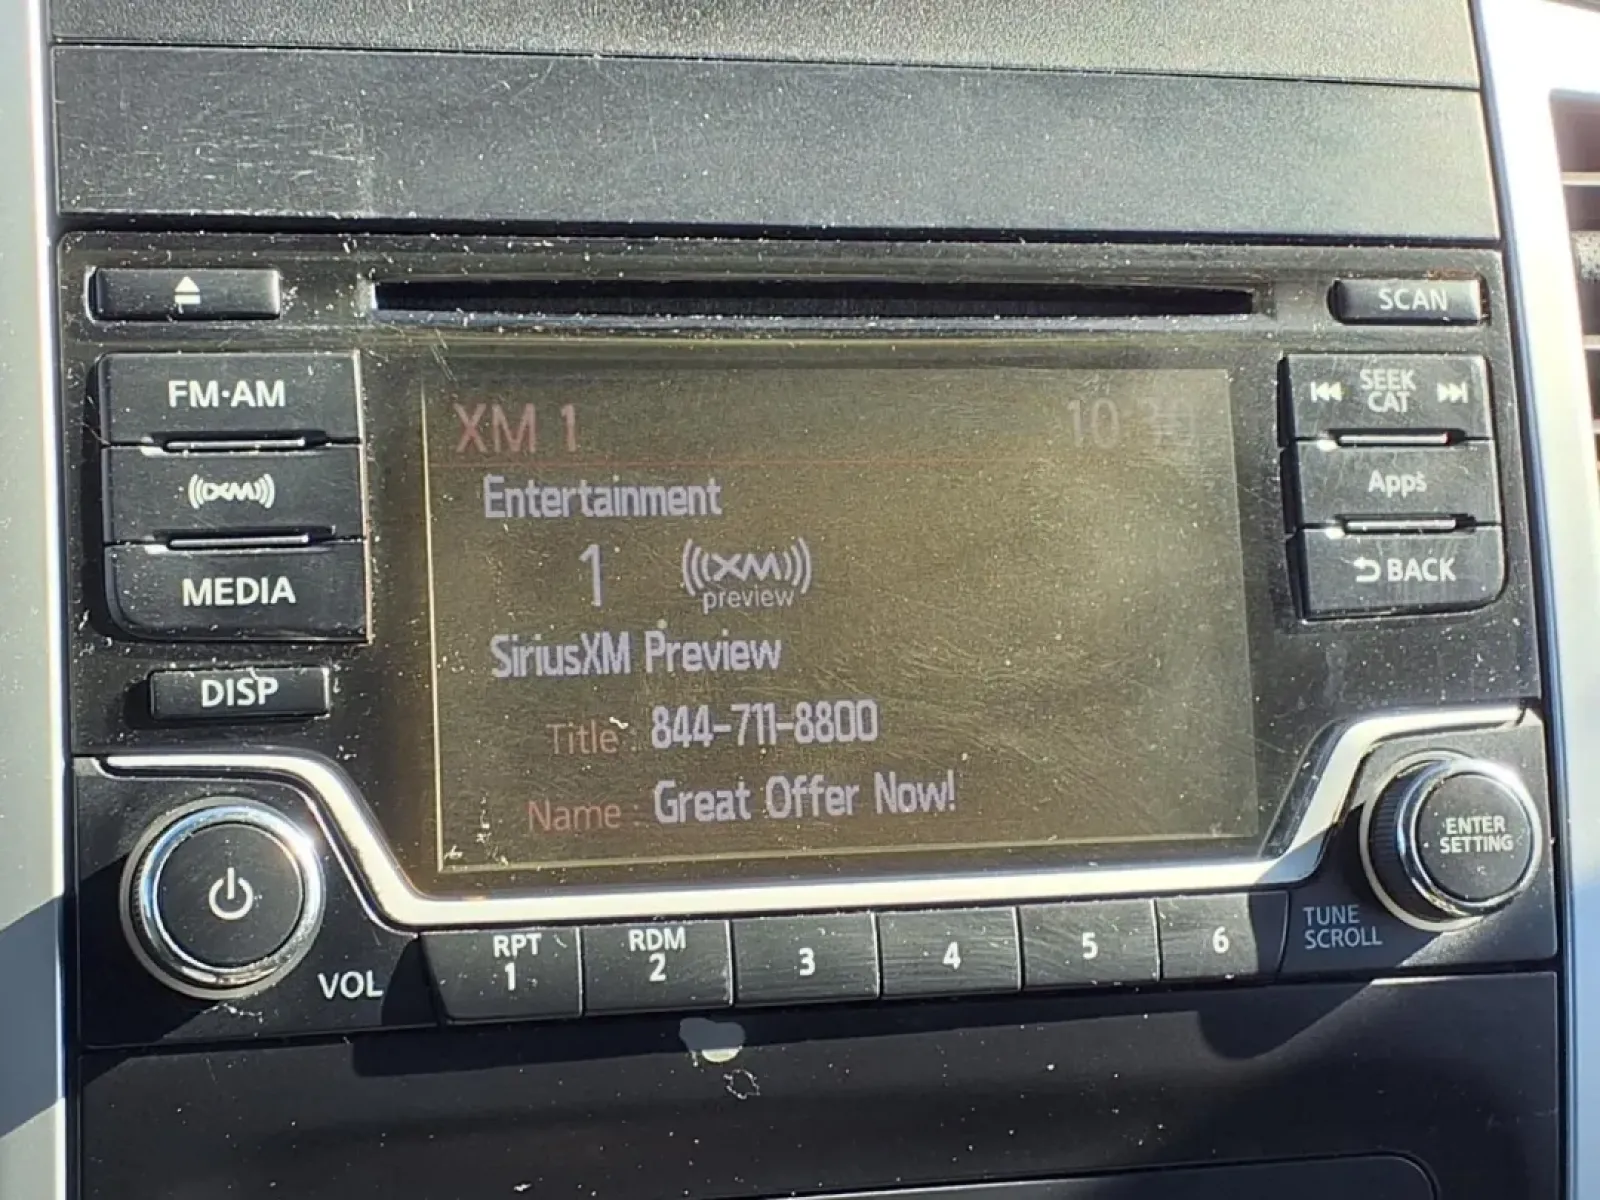 SCAN
FM·AM
SEEK
CAT
XM 1
Entertainment
XM
Apps
1 XM
preview
MEDIA
BACK
SiriusXM Preview
DISP
Title : 844-711-8800
Name : Great Offer Now!
ENTER
SETTING
VOL
RPT
1
RDM
2
3
4
5
6
TUNE
SCROLL